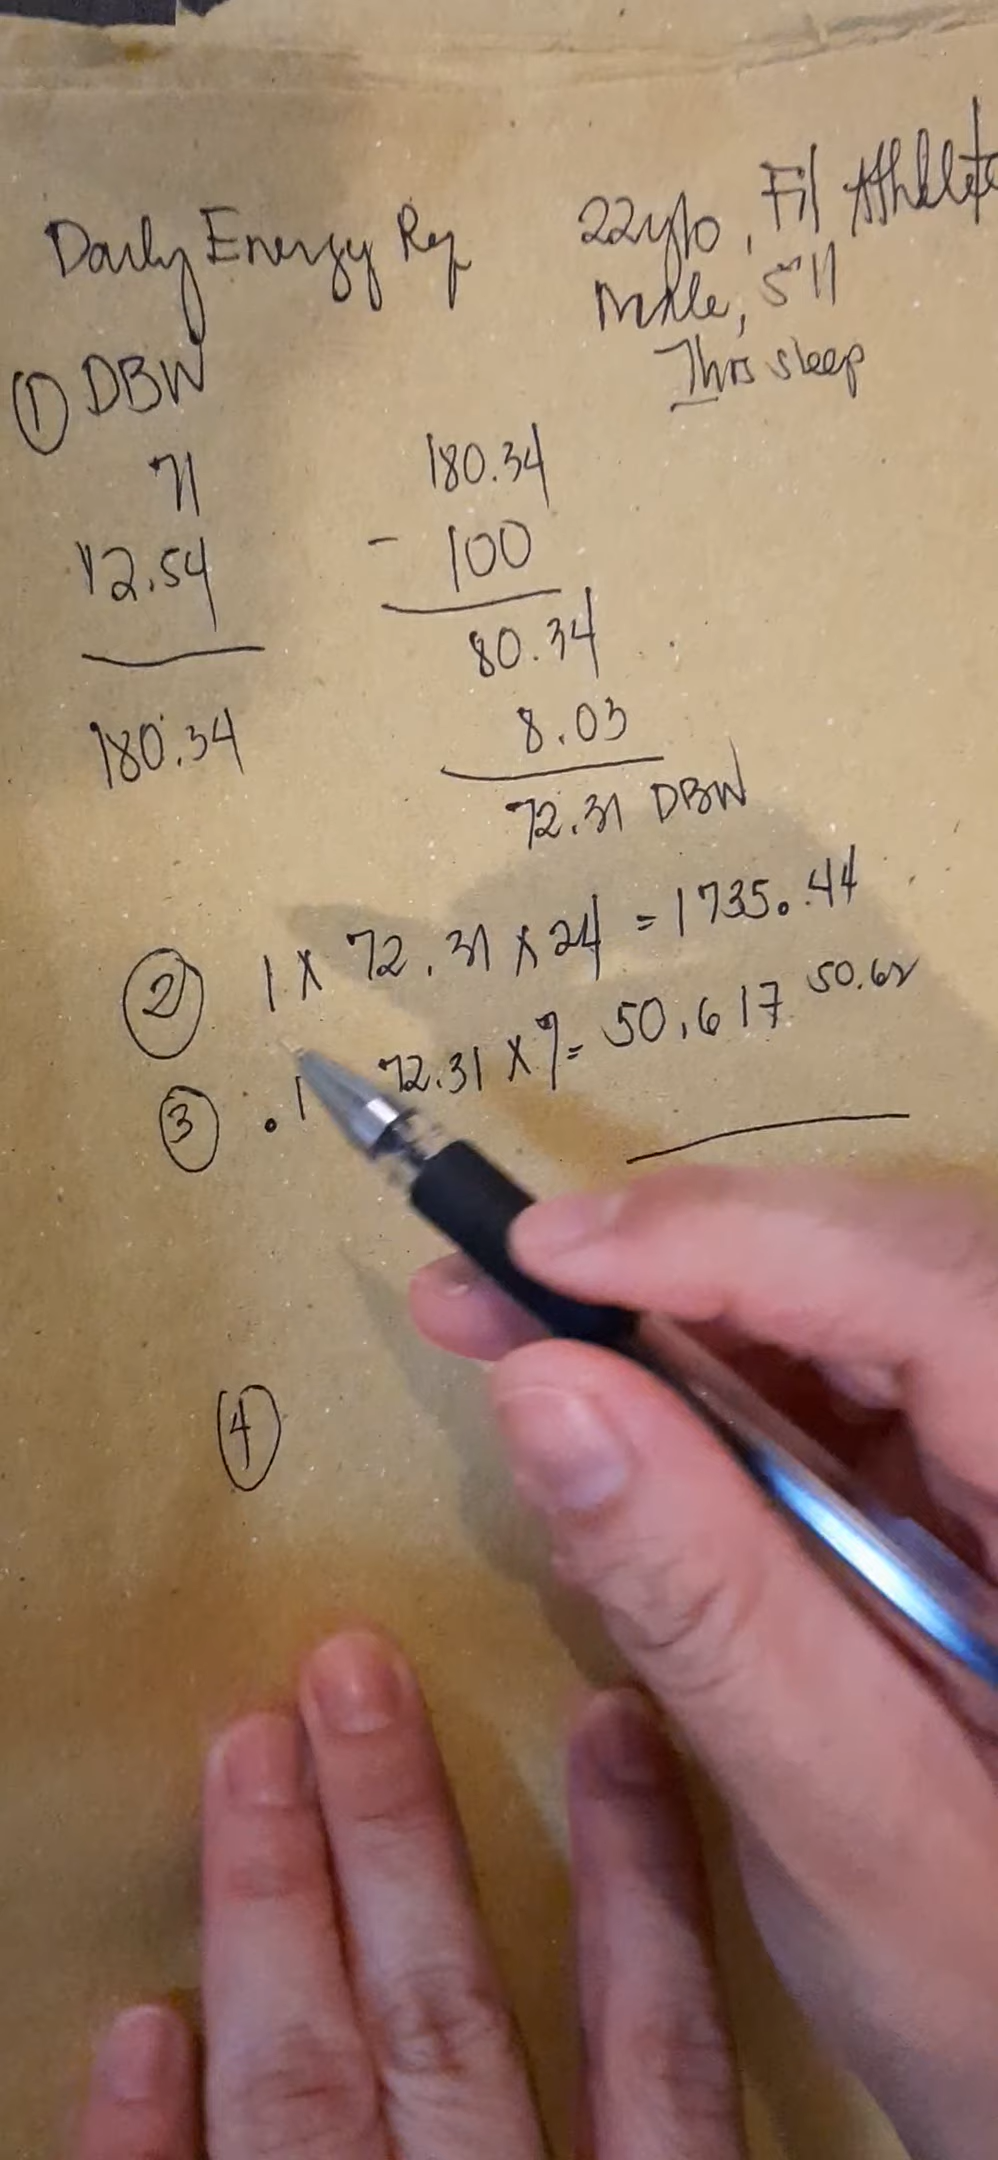 Daily Energy Req
22y/o, Fil Athlete
Male, 5'11
7hrs sleep
① DBW
71
x2.54
180.34
180.34
- 100
80.34
8.03
72.31 DBW
② 1 x 72.31 x 24 = 1735.44
③ .1 72.31 x 7 = 50.617 50.62
④